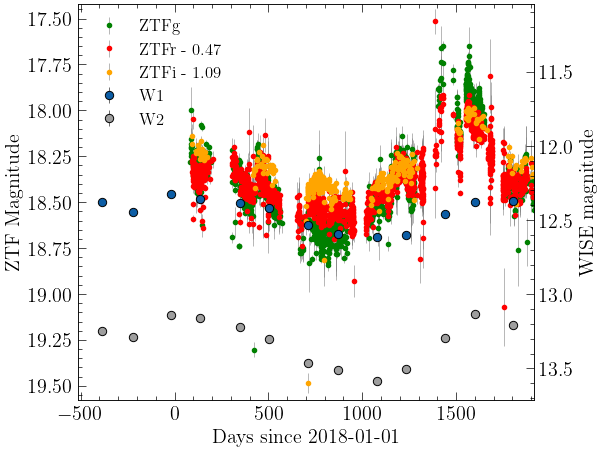 ZTFg
ZTFr - 0.47
ZTFi - 1.09
W1
W2
17.50
17.75
18.00
18.25
18.50
18.75
19.00
19.25
19.50
ZTF Magnitude
11.5
12.0
12.5
13.0
13.5
WISE magnitude
−500
0
500
1000
1500
Days since 2018-01-01